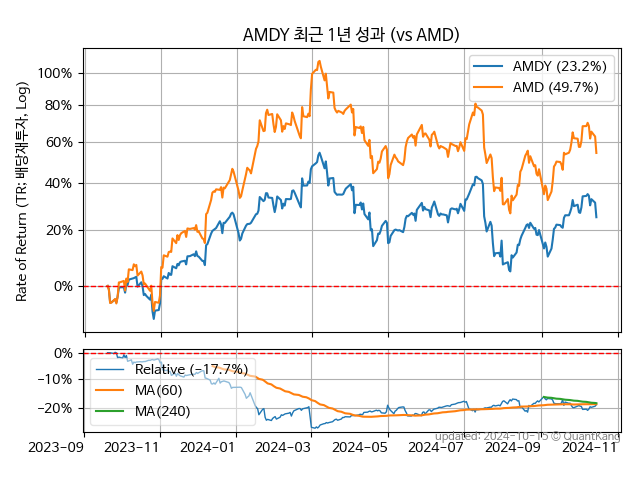 AMDY 최근 1년 성과 (vs AMD)
Rate of Return (TR: 배당재투자, Log)
100%
80%
60%
40%
20%
0%
AMDY (23.2%)
AMD (49.7%)
0%
−10%
−20%
Relative (−17.7%)
MA(60)
MA(240)
updated: 2024-10-15 © QuantKang
2023−09
2023−11
2024−01
2024−03
2024−05
2024−07
2024−09
2024−11